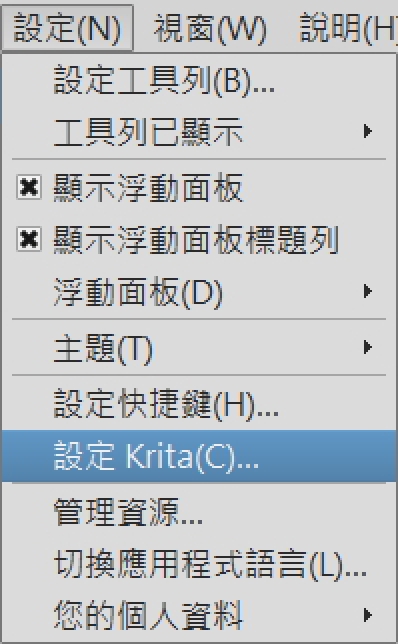 設定(N) 視窗(W) 說明(H)
設定工具列(B)...
工具列已顯示
顯示浮動面板
顯示浮動面板標題列
浮動面板(D)
主題(T)
設定快捷鍵(H)...
設定 Krita(C)...
管理資源...
切換應用程式語言(L)...
您的個人資料